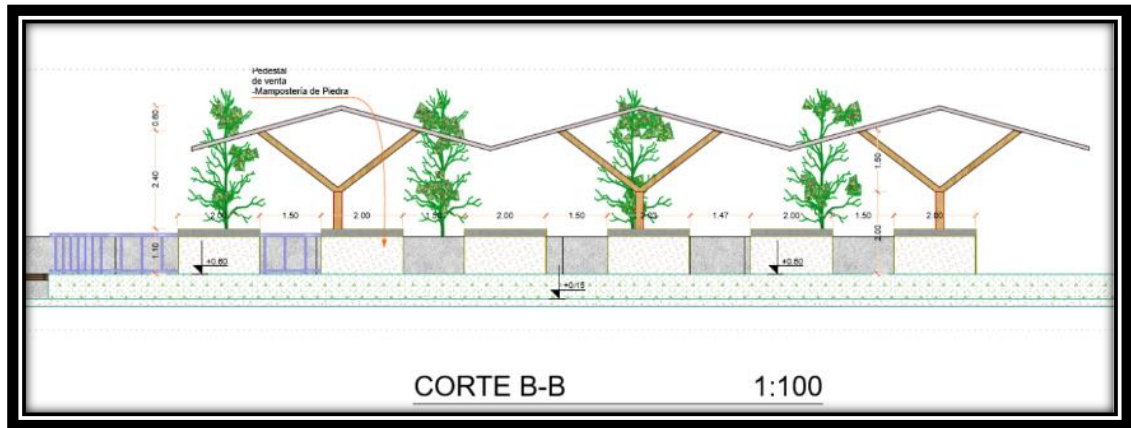 Pedestal
de venta
-Mampostería de Piedra
0.60
2.40
1.50
2.00 1.50 2.00 1.50 2.00 1.50 2.03 1.47 2.00 1.50 2.00
2.00
1.10
+0.60
+0.60
+0/15
CORTE B-B 1:100